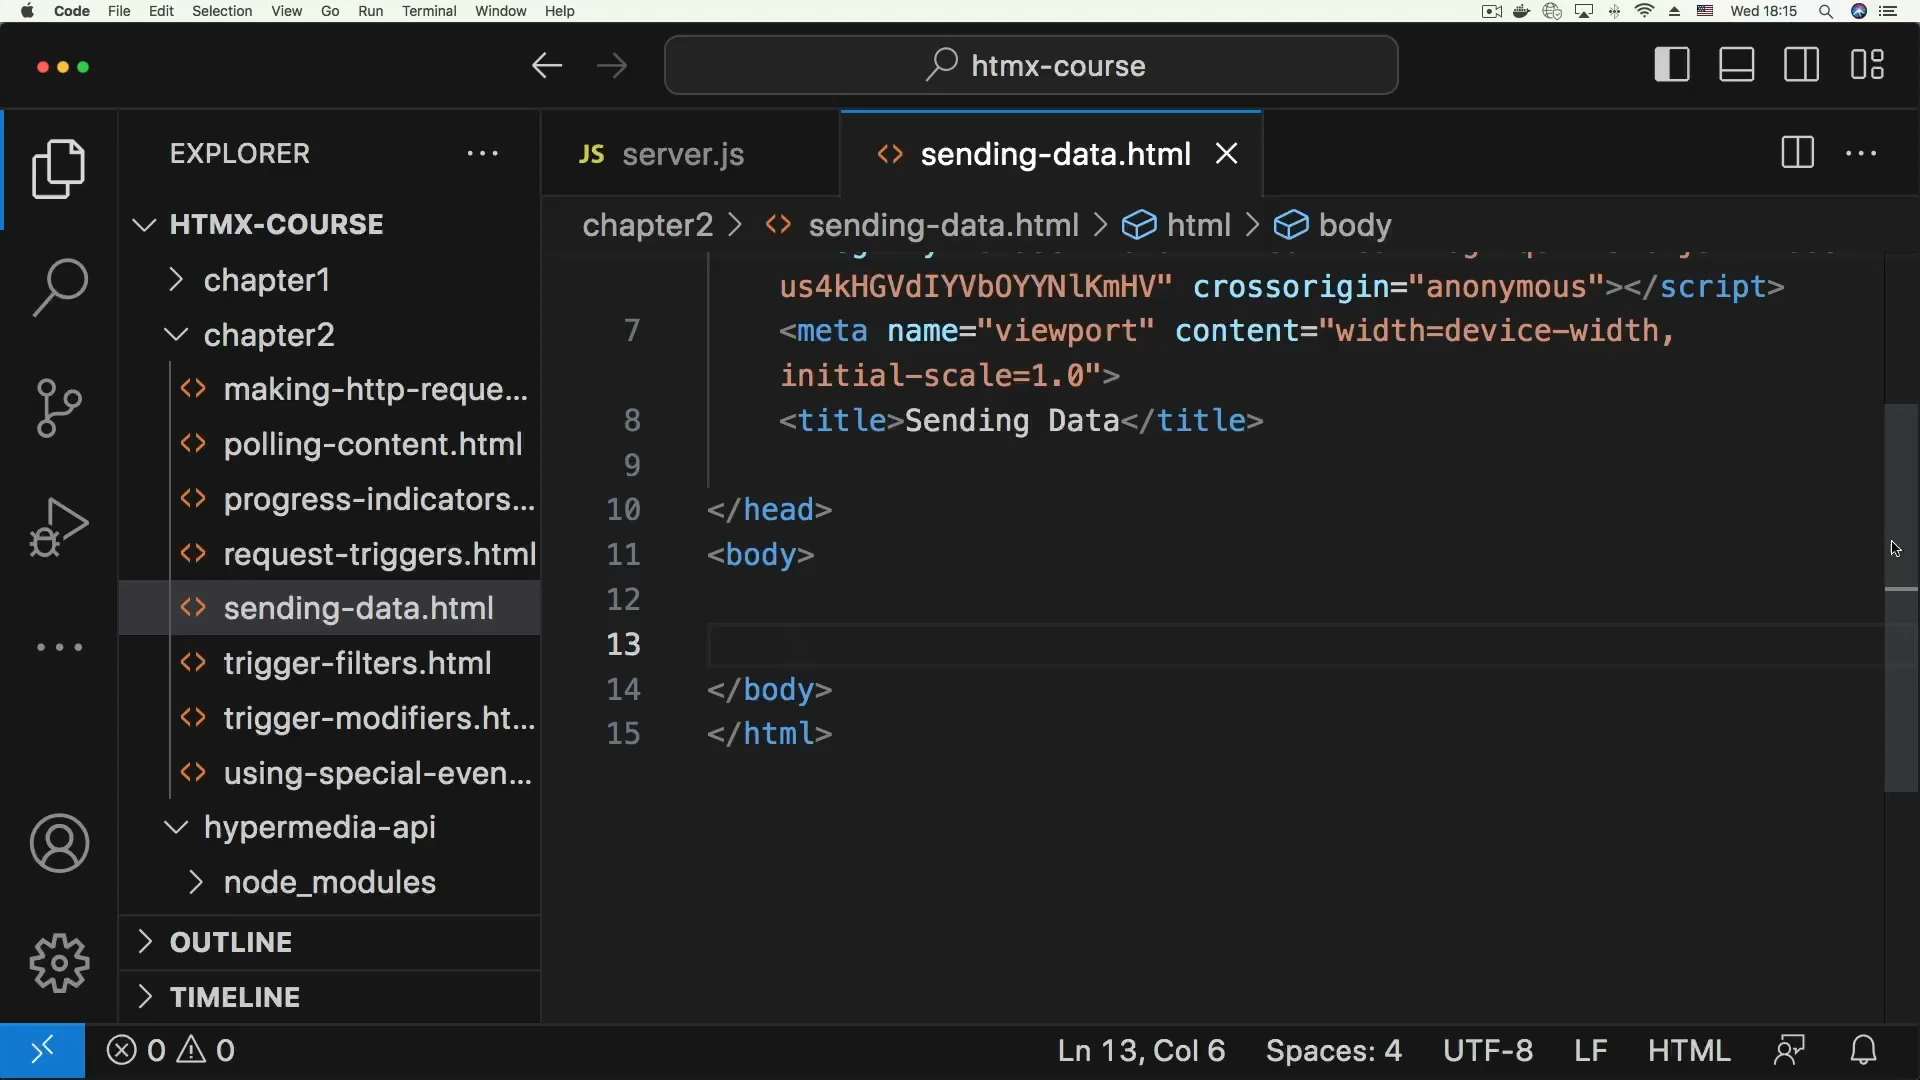 Code File Edit Selection View Go Run Terminal Window Help Wed 18:15
htmx-course
EXPLORER
JS server.js
<> sending-data.html
HTMX-COURSE
chapter1
chapter2
<> making-http-reque...
<> polling-content.html
<> progress-indicators...
<> request-triggers.html
<> sending-data.html
<> trigger-filters.html
<> trigger-modifiers.ht...
<> using-special-even...
hypermedia-api
node_modules
OUTLINE
TIMELINE
chapter2 > <> sending-data.html > html > body
us4kHGVdIYVbOYYNlKmHV" crossorigin="anonymous"></script>
7 <meta name="viewport" content="width=device-width,
initial-scale=1.0">
8 <title>Sending Data</title>
9
10 </head>
11 <body>
12
13
14 </body>
15 </html>
0 0 Ln 13, Col 6 Spaces: 4 UTF-8 LF HTML